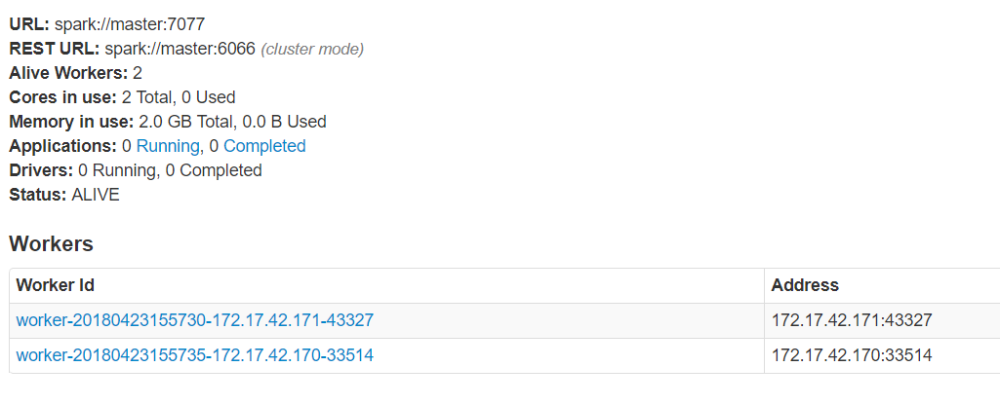 URL: spark://master:7077
REST URL: spark://master:6066 (cluster mode)
Alive Workers: 2
Cores in use: 2 Total, 0 Used
Memory in use: 2.0 GB Total, 0.0 B Used
Applications: 0 Running, 0 Completed
Drivers: 0 Running, 0 Completed
Status: ALIVE
Workers
Worker Id Address
worker-20180423155730-172.17.42.171-43327 172.17.42.171:43327
worker-20180423155735-172.17.42.170-33514 172.17.42.170:33514